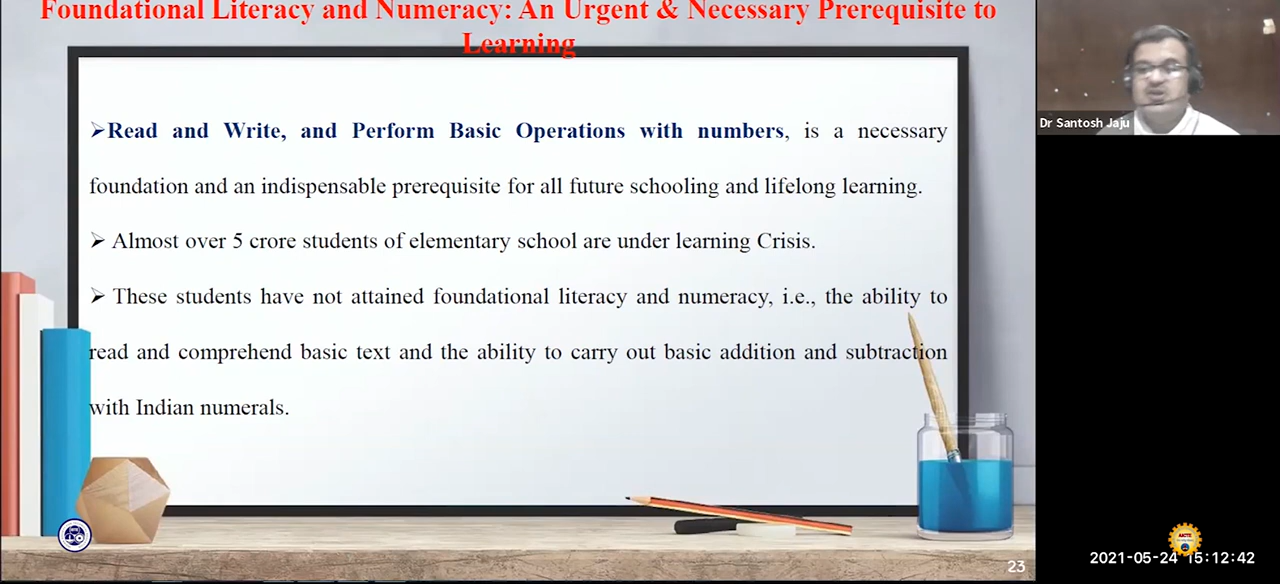 Foundational Literacy and Numeracy: An Urgent & Necessary Prerequisite to
Learning
➢Read and Write, and Perform Basic Operations with numbers, is a necessary
foundation and an indispensable prerequisite for all future schooling and lifelong learning.
➢ Almost over 5 crore students of elementary school are under learning Crisis.
➢ These students have not attained foundational literacy and numeracy, i.e., the ability to
read and comprehend basic text and the ability to carry out basic addition and subtraction
with Indian numerals.
23
Dr Santosh Jaju
AICTE
2021-05-24 15:12:42